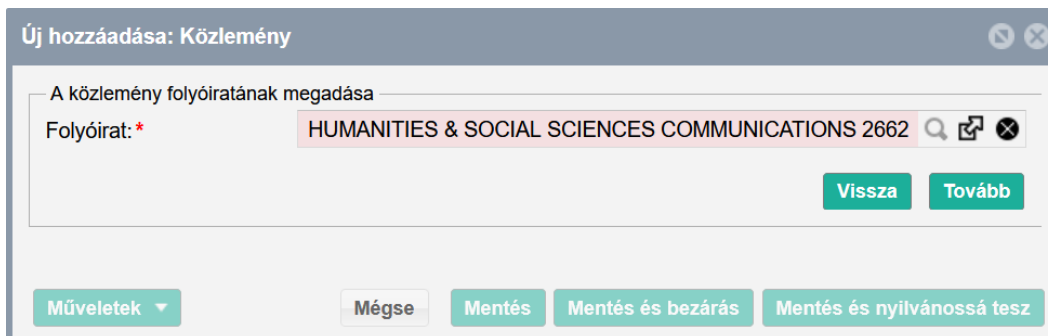 Új hozzáadása: Közlemény
A közlemény folyóiratának megadása
Folyóirat:* HUMANITIES & SOCIAL SCIENCES COMMUNICATIONS 2662
Vissza Tovább
Műveletek Mégse Mentés Mentés és bezárás Mentés és nyilvánossá tesz